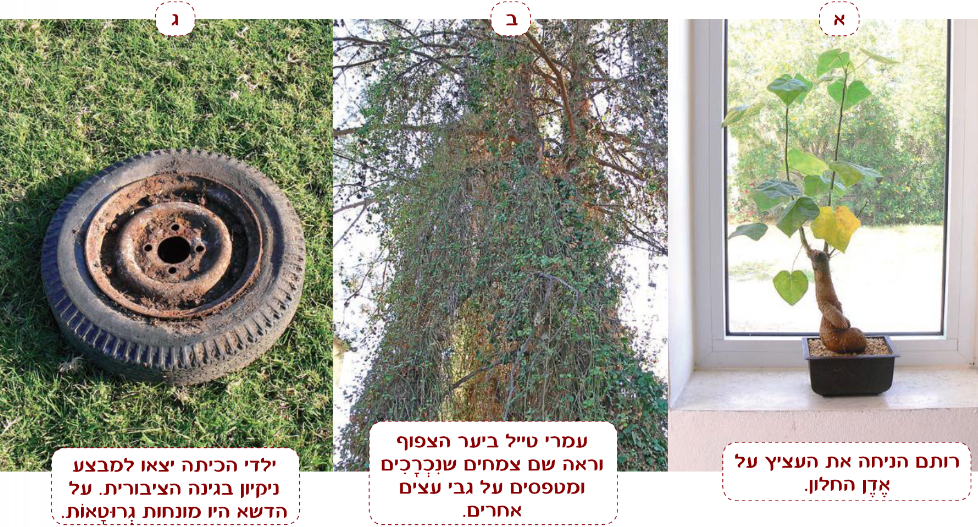 א
רותם הניחה את העציץ על
אֶדֶן החלון.
ב
עמרי טייל ביער הצפוף
וראה שם צמחים שנִכְרָכִים
ומטפסים על גבי עצים
אחרים.
ג
ילדי הכיתה יצאו למבצע
ניקיון בגינה הציבורית. על
הדשא היו מונחות גְרוּטָאוֹת.